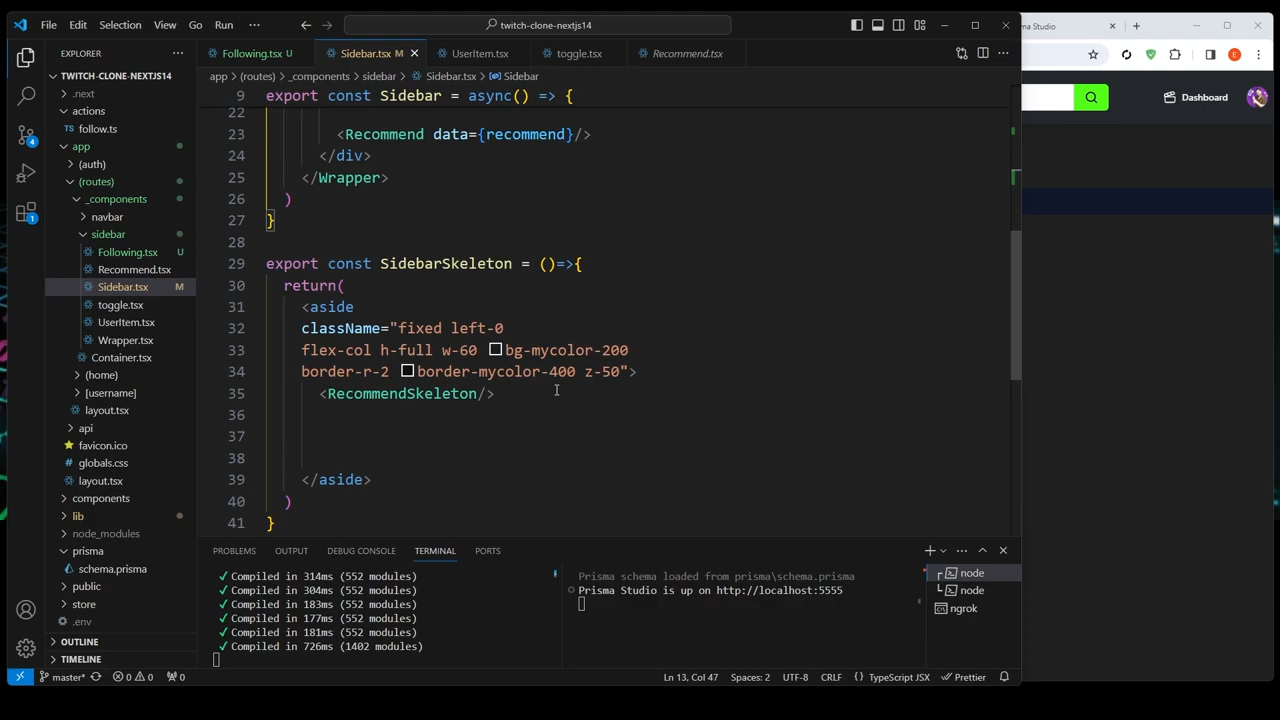 File Edit Selection View Go Run ··· twitch-clone-nextjs14
EXPLORER
TWITCH-CLONE-NEXTJS14
.next
actions
follow.ts
app
(auth)
(routes)
_components
navbar
sidebar
Following.tsx U
Recommend.tsx
Sidebar.tsx M
toggle.tsx
UserItem.tsx
Wrapper.tsx
Container.tsx
(home)
[username]
layout.tsx
api
favicon.ico
globals.css
layout.tsx
components
lib
node_modules
prisma
schema.prisma
public
store
.env
OUTLINE
TIMELINE
4
1
Following.tsx U Sidebar.tsx M UserItem.tsx toggle.tsx Recommend.tsx
app > (routes) > _components > sidebar > Sidebar.tsx > Sidebar
9 export const Sidebar = async() => {
22
23 <Recommend data={recommend}/>
24 </div>
25 </Wrapper>
26 )
27 }
28
29 export const SidebarSkeleton = ()=>{
30 return(
31 <aside
32 className="fixed left-0
33 flex-col h-full w-60 bg-mycolor-200
34 border-r-2 border-mycolor-400 z-50">
35 <RecommendSkeleton/>
36
37
38
39 </aside>
40 )
41 }
PROBLEMS OUTPUT DEBUG CONSOLE TERMINAL PORTS
✓ Compiled in 314ms (552 modules)
✓ Compiled in 304ms (552 modules)
✓ Compiled in 183ms (552 modules)
✓ Compiled in 177ms (552 modules)
✓ Compiled in 181ms (552 modules)
✓ Compiled in 726ms (1402 modules)
Prisma schema loaded from prisma\schema.prisma
Prisma Studio is up on http://localhost:5555
node
node
ngrok
master* 0 0 0 Ln 13, Col 47 Spaces: 2 UTF-8 CRLF {} TypeScript JSX Prettier
ma Studio
E
Dashboard